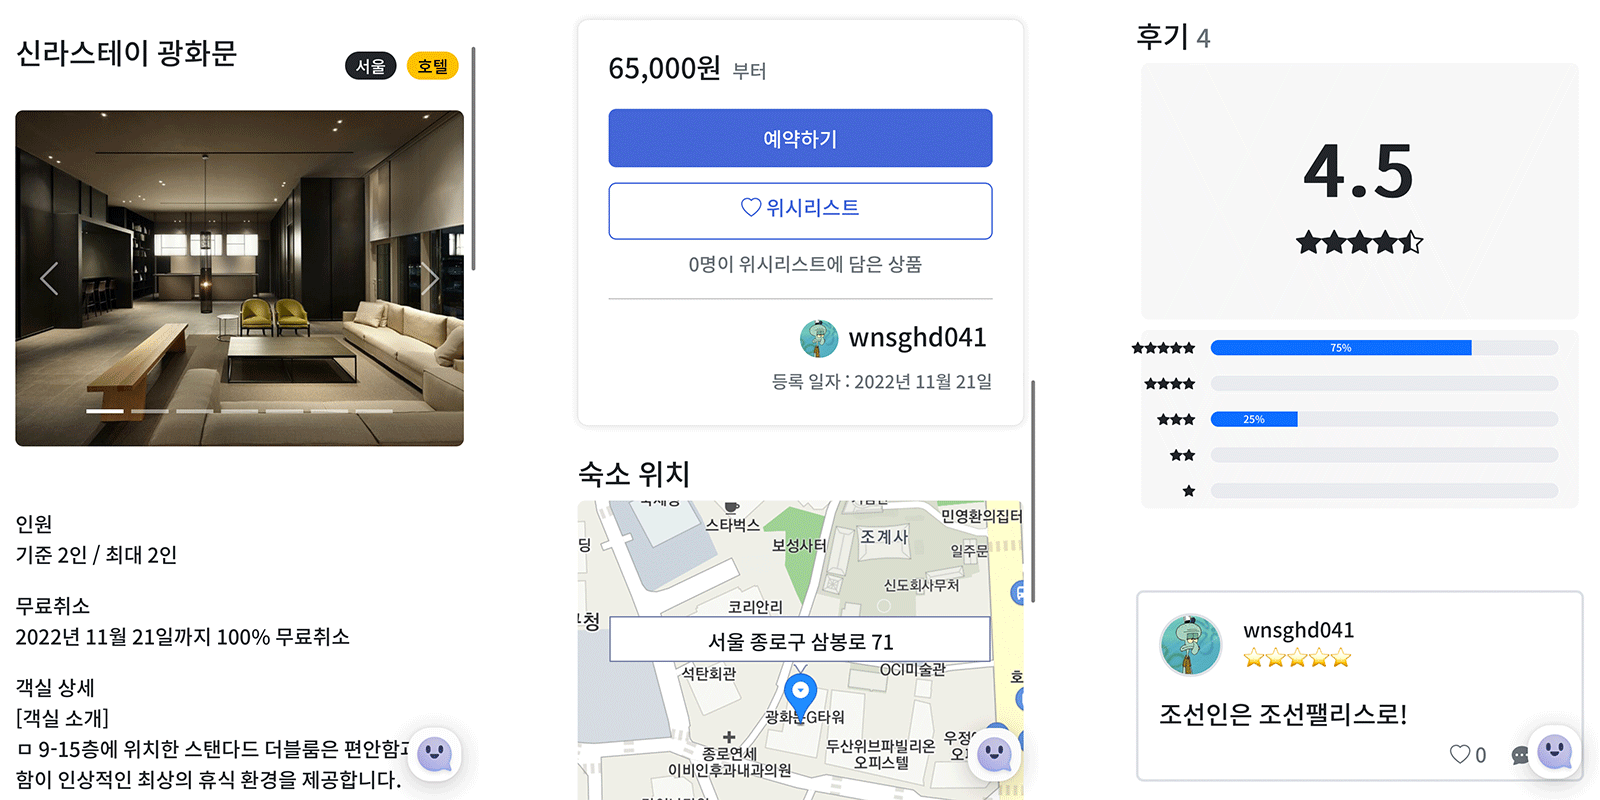 신라스테이 광화문
서울
호텔
인원
기준 2인 / 최대 2인
무료취소
2022년 11월 21일까지 100% 무료취소
객실 상세
[객실 소개]
ㅁ 9-15층에 위치한 스탠다드 더블룸은 편안함과
함이 인상적인 최상의 휴식 환경을 제공합니다.
65,000원 부터
예약하기
위시리스트
0명이 위시리스트에 담은 상품
wnsghd041
등록 일자 : 2022년 11월 21일
숙소 위치
스타벅스
민영환의집터
딩
보성사터
조계사
일주문
신도회사무처
코리안리
구청
서울 종로구 삼봉로 71
석탄회관
OCI미술관
호
광화문G타워
종로연세
이비인후과내과의원
두산위브파빌리온
오피스텔
우정
오
후기 4
4.5
75%
25%
wnsghd041
조선인은 조선팰리스로!
0